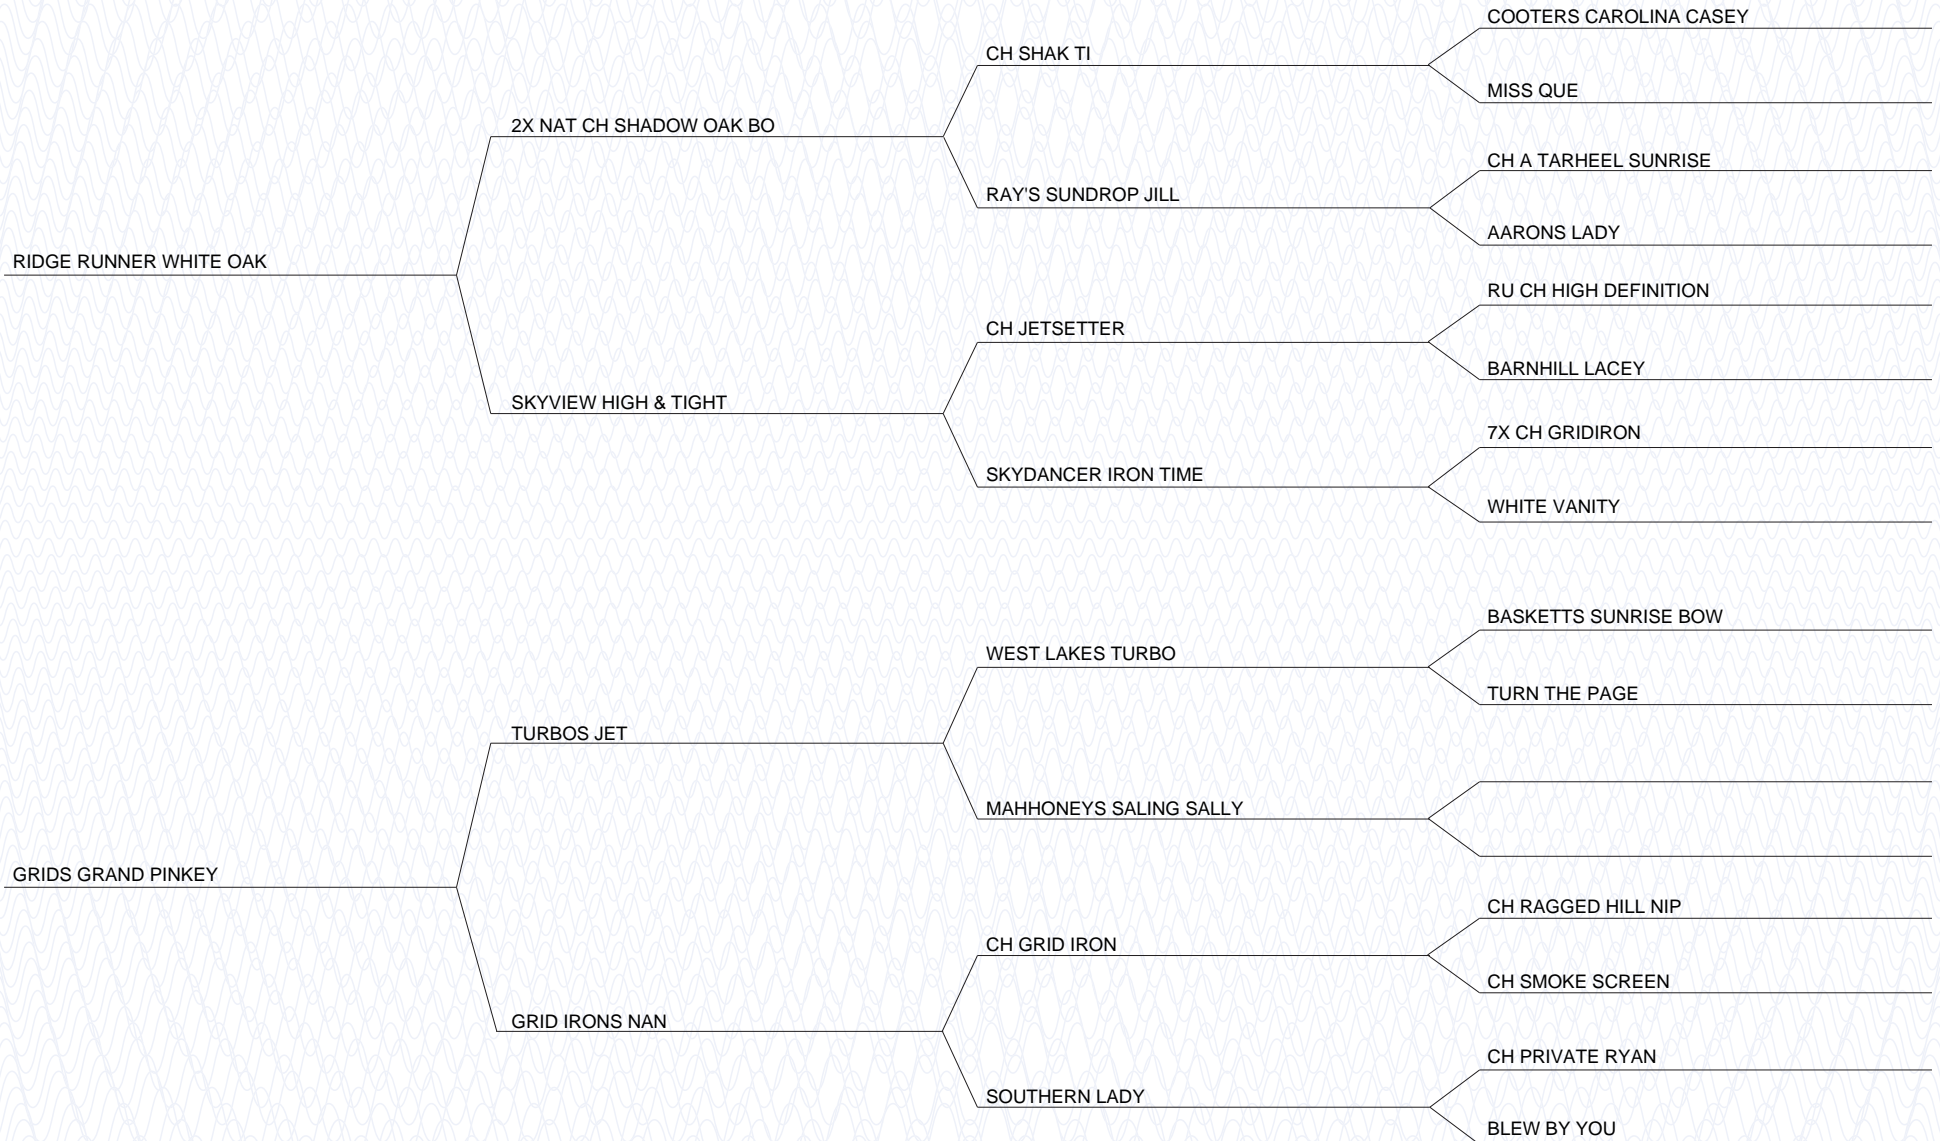 COOTERS CAROLINA CASEY
CH SHAK TI
MISS QUE
2X NAT CH SHADOW OAK BO
CH A TARHEEL SUNRISE
RAY'S SUNDROP JILL
AARONS LADY
RIDGE RUNNER WHITE OAK
RU CH HIGH DEFINITION
CH JETSETTER
BARNHILL LACEY
SKYVIEW HIGH & TIGHT
7X CH GRIDIRON
SKYDANCER IRON TIME
WHITE VANITY
BASKETTS SUNRISE BOW
WEST LAKES TURBO
TURN THE PAGE
TURBOS JET
MAHHONEYS SALING SALLY
GRIDS GRAND PINKEY
CH RAGGED HILL NIP
CH GRID IRON
CH SMOKE SCREEN
GRID IRONS NAN
CH PRIVATE RYAN
SOUTHERN LADY
BLEW BY YOU